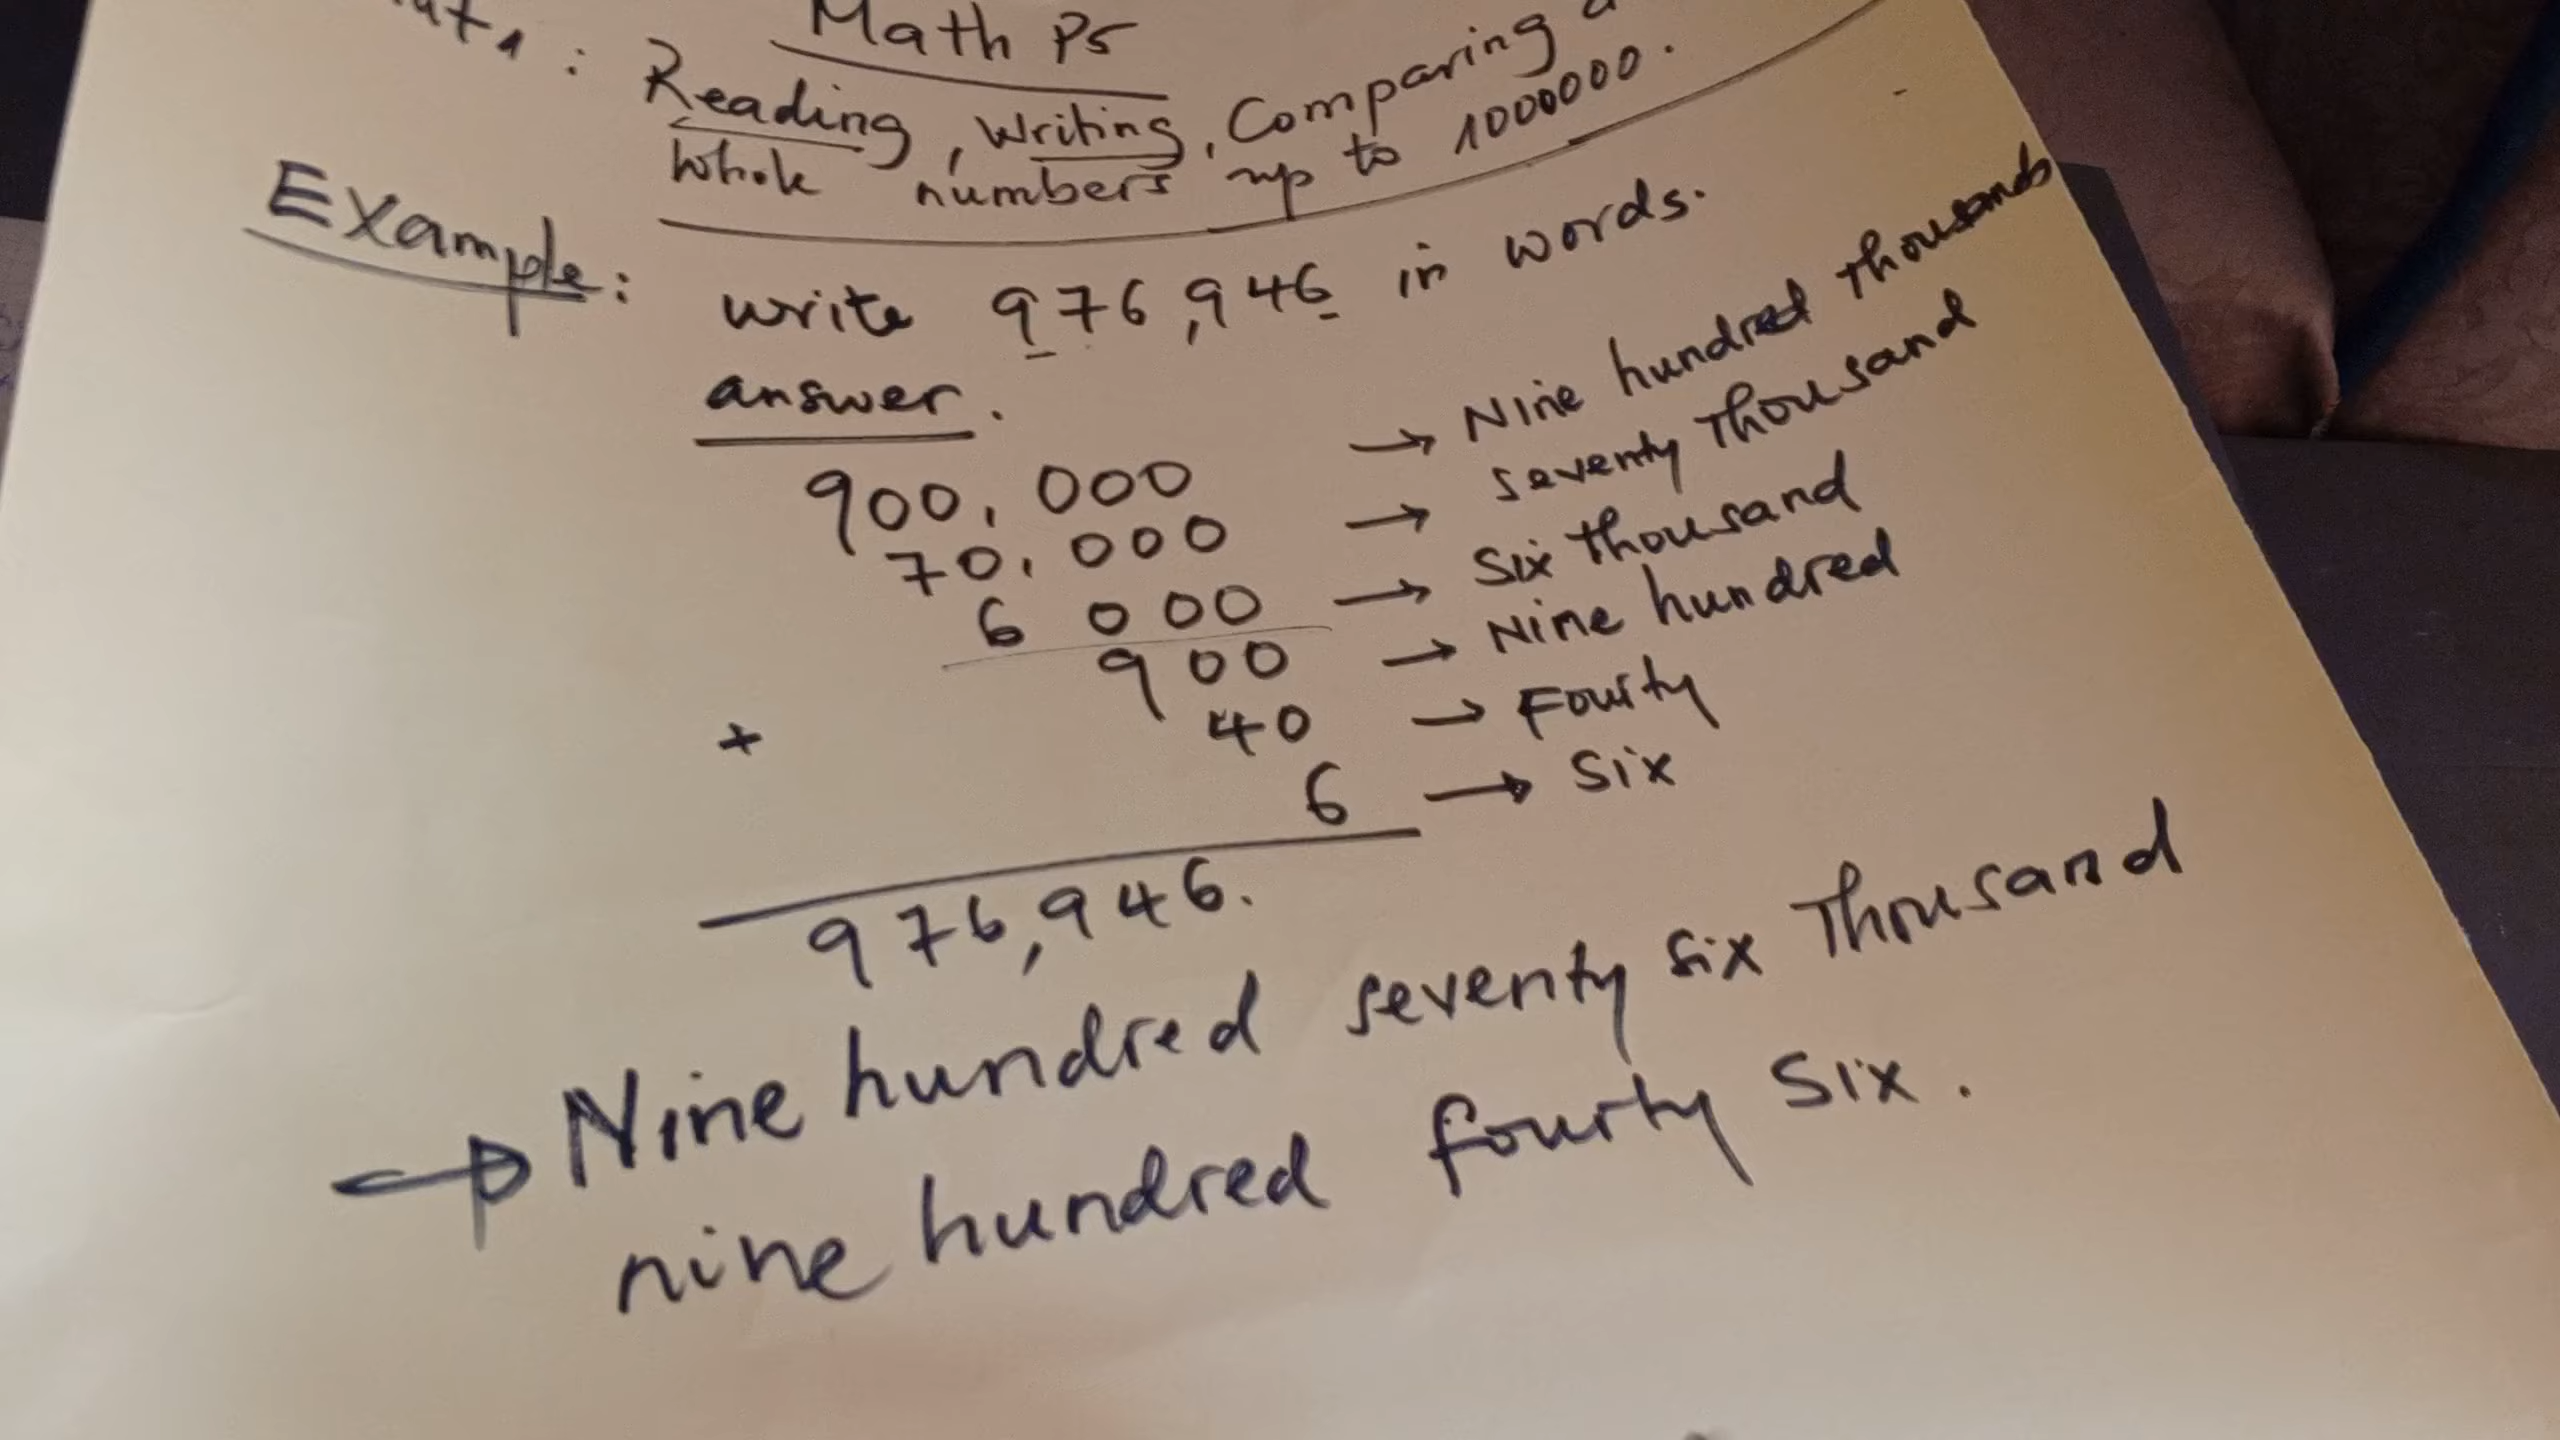 Math P5
: Reading, Writing, Comparing
Whole numbers up to 1000000.
Example: write 976,946 in words.
answer.
900,000 → Nine hundred thousands
70,000 → seventy Thousand
6 000 → Six thousand
900 → Nine hundred
40 → Fourty
+
6 → Six
976,946.
→ Nine hundred seventy six Thousand
nine hundred fourty six.